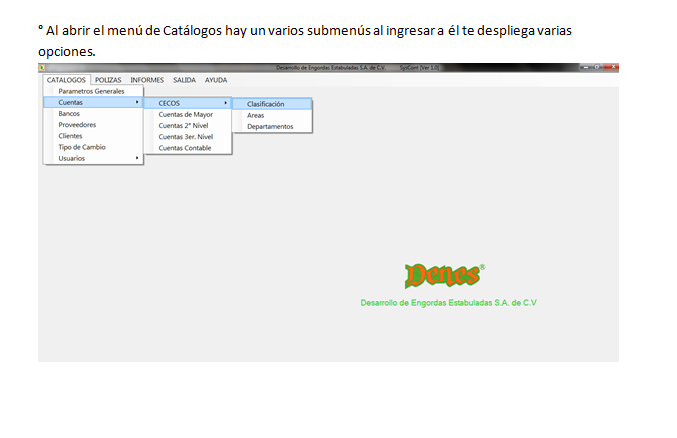 ° Al abrir el menú de Catálogos hay un varios submenús al ingresar a él te despliega varias
opciones.
Desarrollo de Engordas Estabuladas S.A. de C.V. SysCont [Ver 1.0]
CATALOGOS POLIZAS INFORMES SALIDA AYUDA
Parametros Generales
Cuentas
Bancos
Proveedores
Clientes
Tipo de Cambio
Usuarios
CECOS
Cuentas de Mayor
Cuentas 2° Nivel
Cuentas 3er. Nivel
Cuentas Contable
Clasificación
Areas
Departamentos
Denes®
Desarrollo de Engordas Estabuladas S.A. de C.V